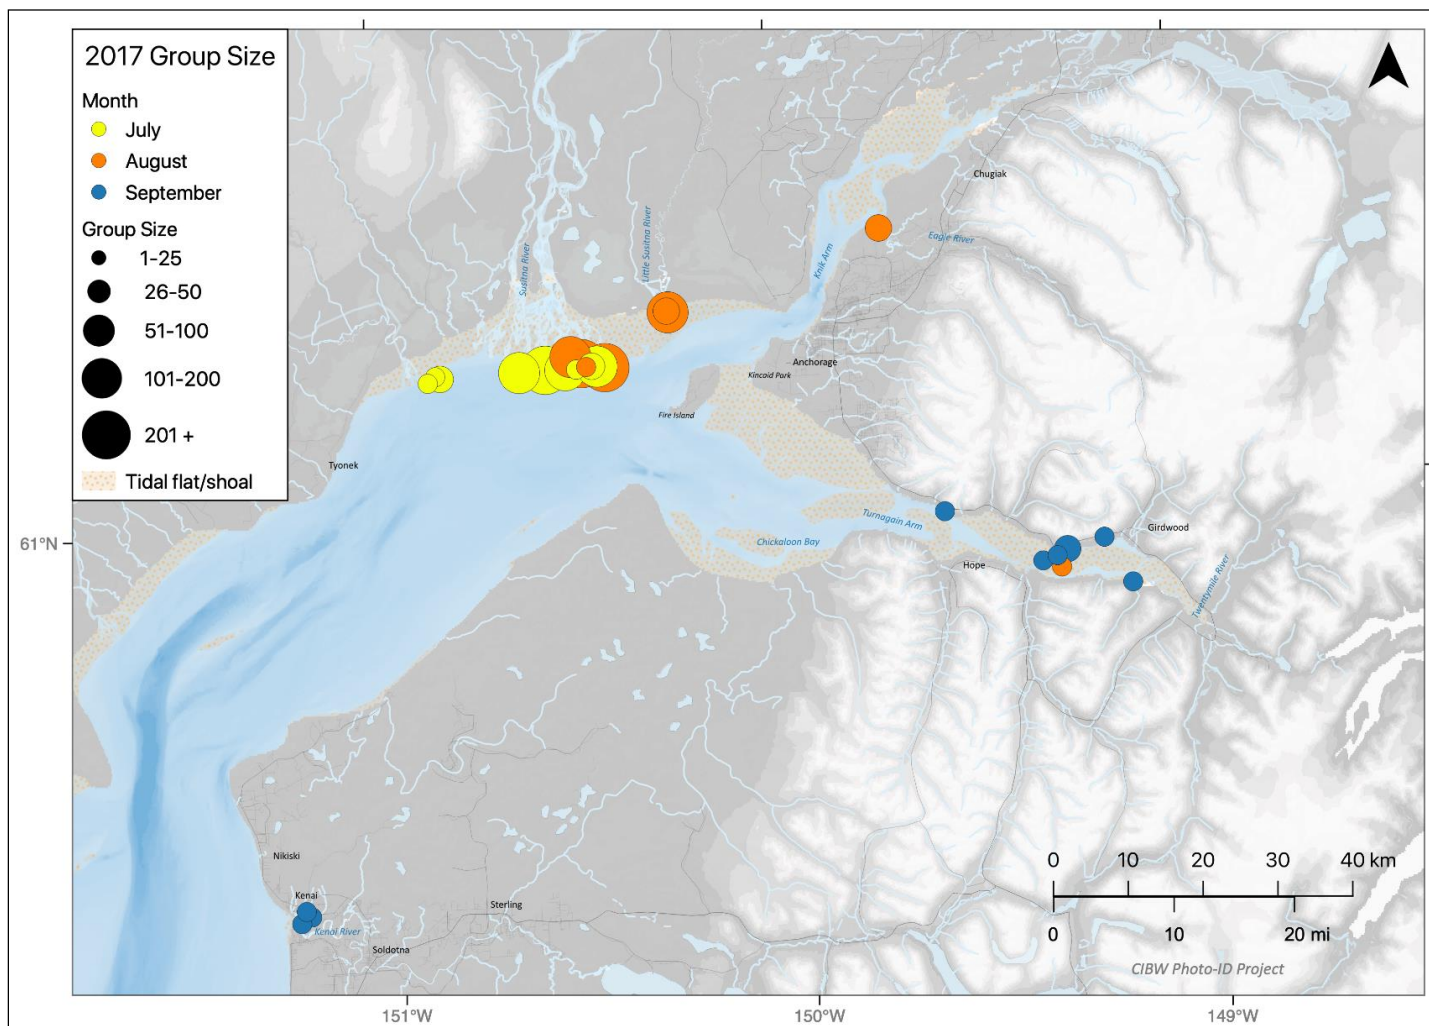 2017 Group Size
Month
July
August
September
Group Size
1-25
26-50
51-100
101-200
201 +
Tidal flat/shoal
Susitna River
Little Susitna River
Knik Arm
Chugiak
Eagle River
Anchorage
Kincaid Park
Fire Island
Tyonek
61°N
Turnagain Arm
Chickaloon Bay
Hope
Girdwood
Twentymile River
Nikiski
Kenai
Kenai River
Sterling
Soldotna
0 10 20 30 40 km
0 10 20 mi
CIBW Photo-ID Project
151°W 150°W 149°W